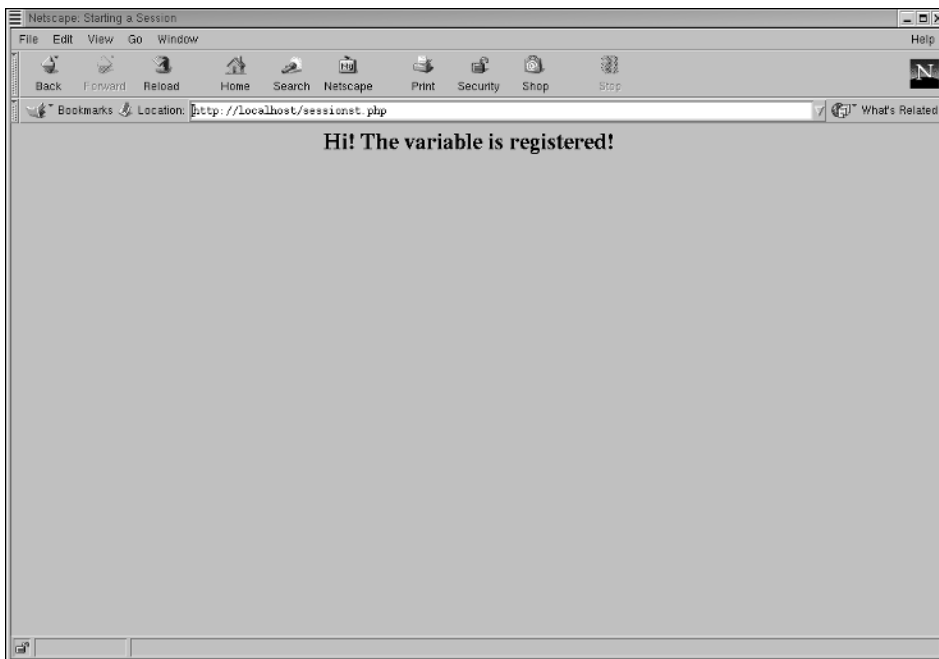 Netscape: Starting a Session
File Edit View Go Window Help
Back Forward Reload Home Search Netscape Print Security Shop Stop
N
Bookmarks Location: http://localhost/sessionst.php What's Related
Hi! The variable is registered!